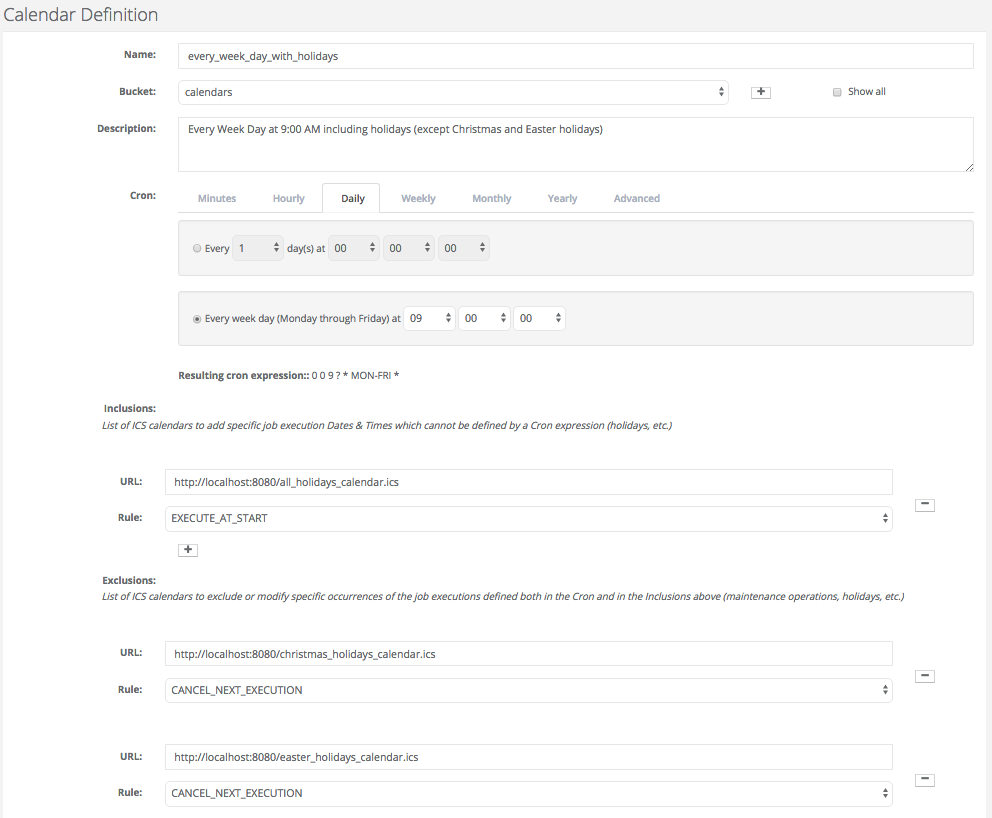 Calendar Definition
Name: every_week_day_with_holidays
Bucket: calendars + Show all
Description: Every Week Day at 9:00 AM including holidays (except Christmas and Easter holidays)
Cron: Minutes Hourly Daily Weekly Monthly Yearly Advanced
Every 1 day(s) at 00 00 00
Every week day (Monday through Friday) at 09 00 00
Resulting cron expression:: 0 0 9 ? * MON-FRI *
Inclusions:
List of ICS calendars to add specific job execution Dates & Times which cannot be defined by a Cron expression (holidays, etc.)
URL: http://localhost:8080/all_holidays_calendar.ics
Rule: EXECUTE_AT_START
Exclusions:
List of ICS calendars to exclude or modify specific occurrences of the job executions defined both in the Cron and in the Inclusions above (maintenance operations, holidays, etc.)
URL: http://localhost:8080/christmas_holidays_calendar.ics
Rule: CANCEL_NEXT_EXECUTION
URL: http://localhost:8080/easter_holidays_calendar.ics
Rule: CANCEL_NEXT_EXECUTION